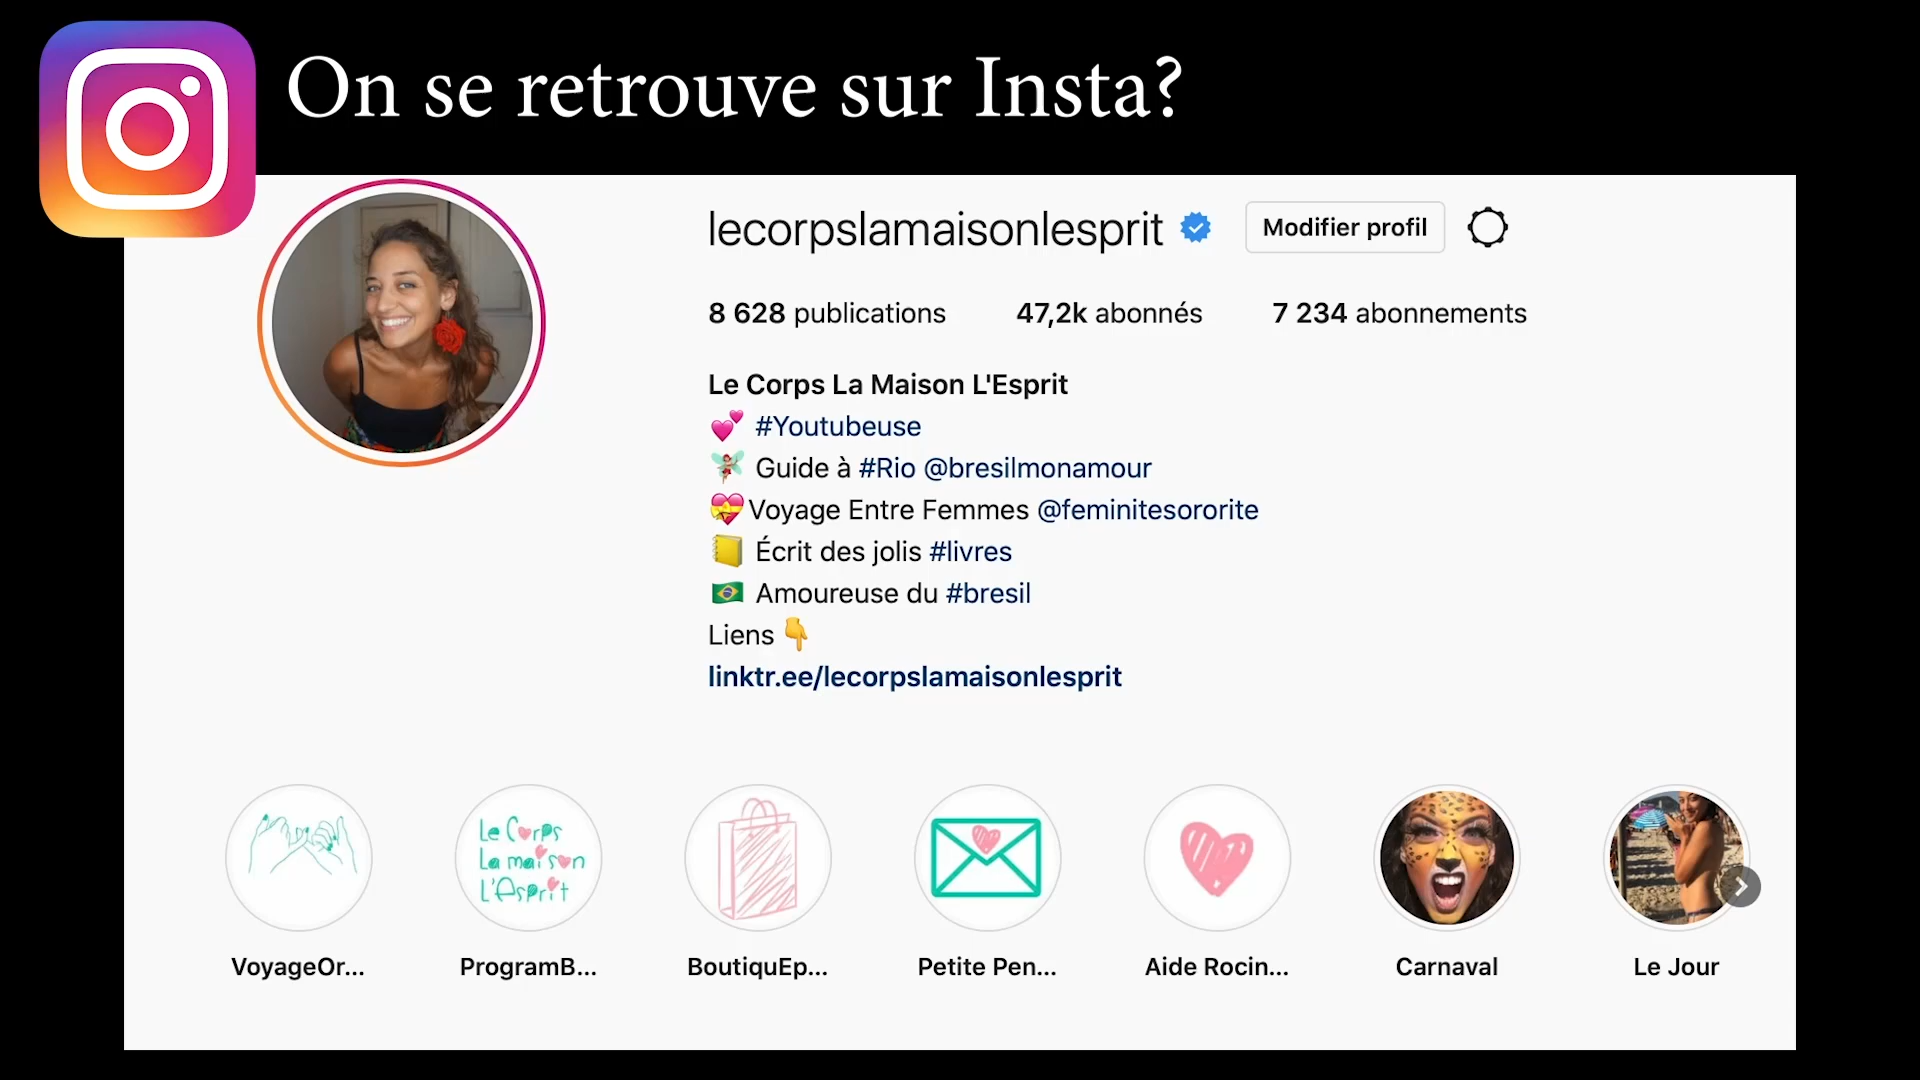 On se retrouve sur Insta?
lecorpslamaisonlesprit Modifier profil
8 628 publications 47,2k abonnés 7 234 abonnements
Le Corps La Maison L'Esprit
💕 #Youtubeuse
🧚 Guide à #Rio @bresilmonamour
💝Voyage Entre Femmes @feminitesororite
📒 Écrit des jolis #livres
🇧🇷 Amoureuse du #bresil
Liens 👇
linktr.ee/lecorpslamaisonlesprit
Le Corps
La maison
L'Esprit
VoyageOr... ProgramB... BoutiquEp... Petite Pen... Aide Rocin... Carnaval Le Jour